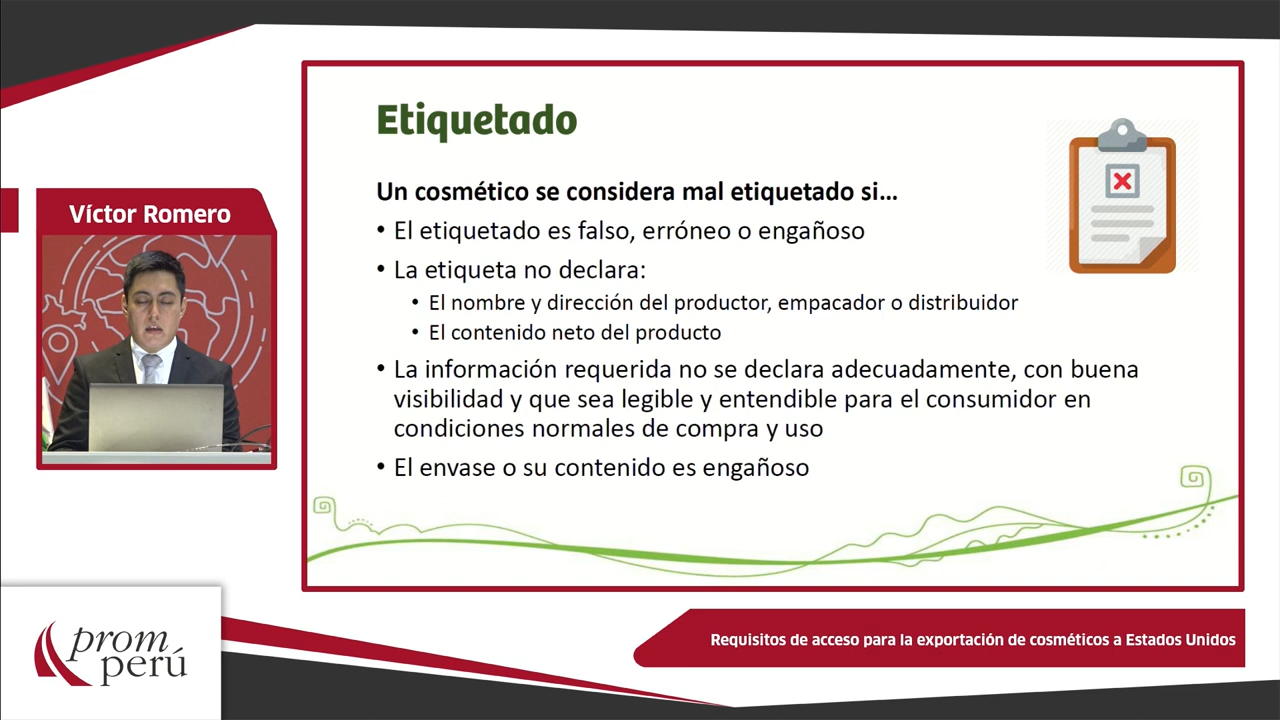 Etiquetado
Un cosmético se considera mal etiquetado si...
• El etiquetado es falso, erróneo o engañoso
• La etiqueta no declara:
• El nombre y dirección del productor, empacador o distribuidor
• El contenido neto del producto
• La información requerida no se declara adecuadamente, con buena
visibilidad y que sea legible y entendible para el consumidor en
condiciones normales de compra y uso
• El envase o su contenido es engañoso
Víctor Romero
prom
perú
Requisitos de acceso para la exportación de cosméticos a Estados Unidos